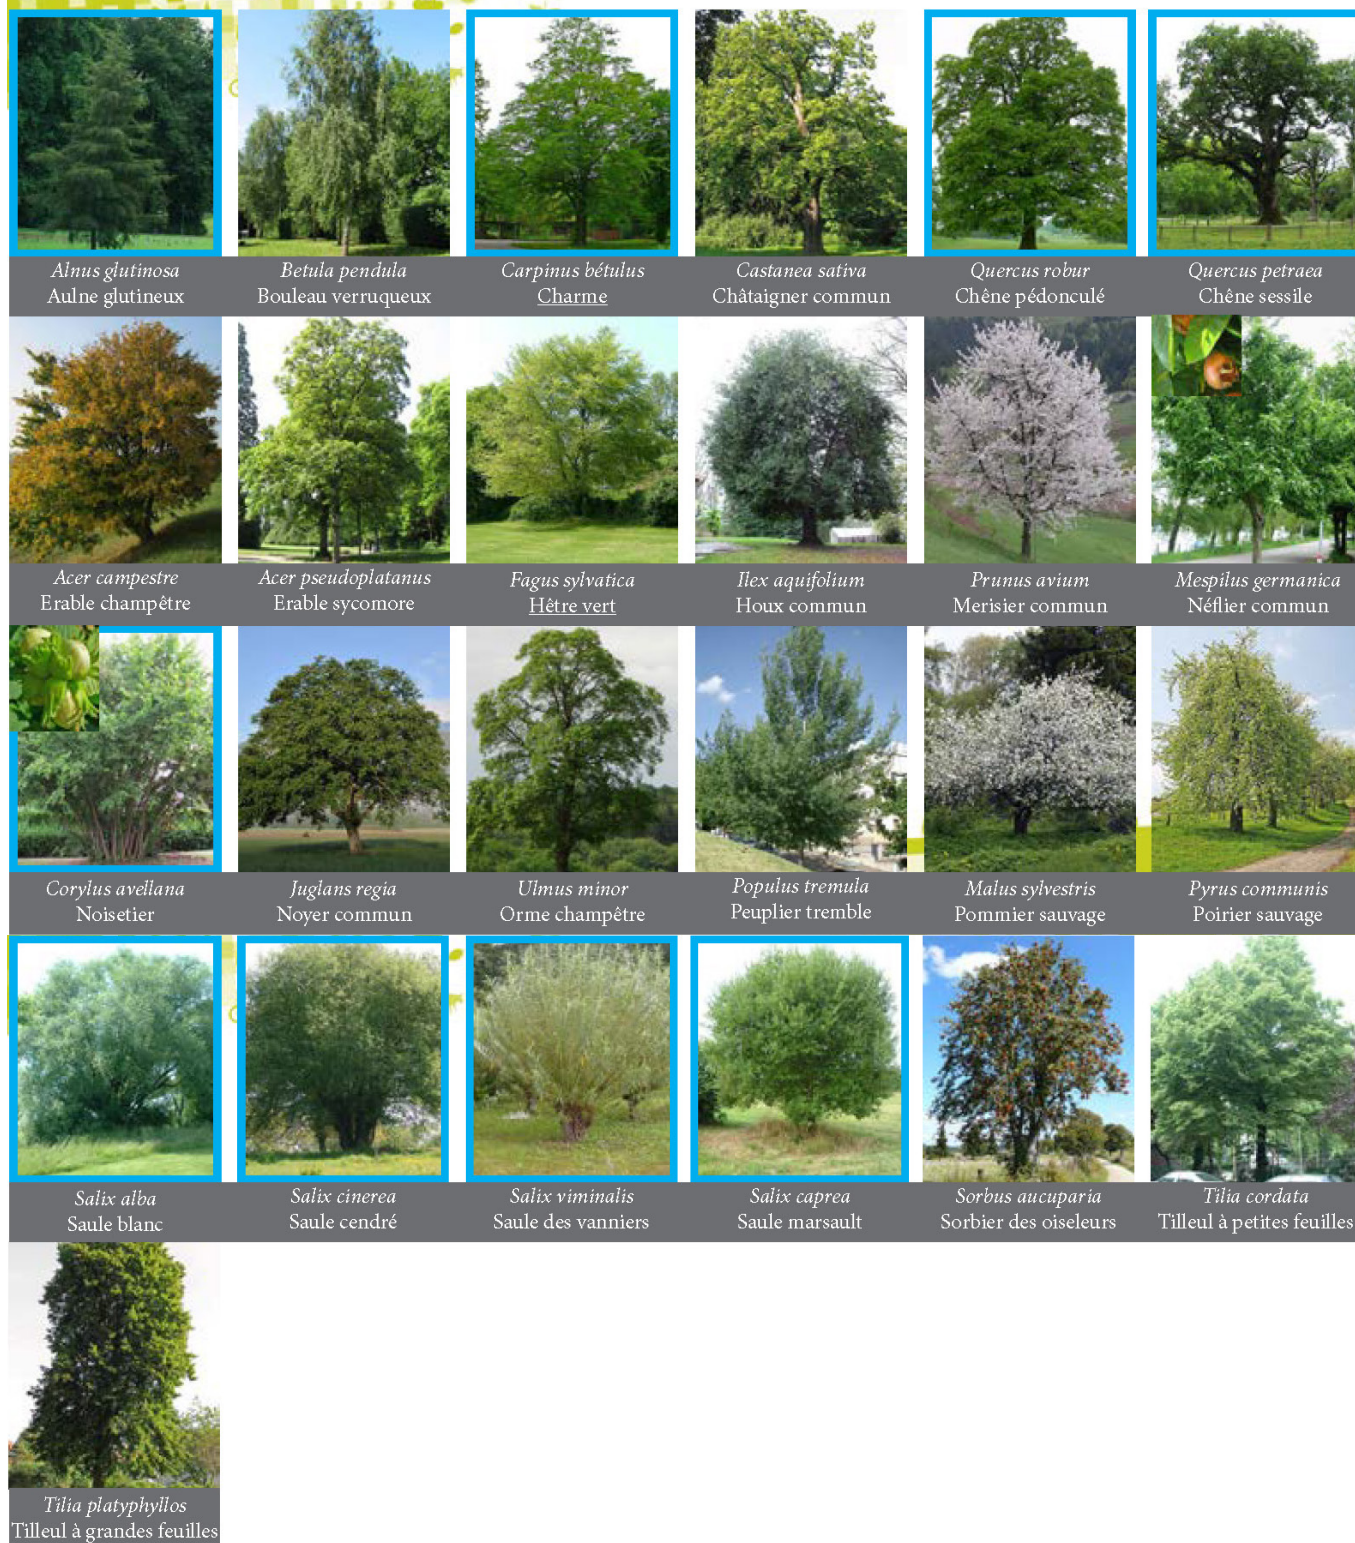 Alnus glutinosa
Aulne glutineux
Betula pendula
Bouleau verruqueux
Carpinus bétulus
Charme
Castanea sativa
Châtaigner commun
Quercus robur
Chêne pédonculé
Quercus petraea
Chêne sessile
Acer campestre
Erable champêtre
Acer pseudoplatanus
Erable sycomore
Fagus sylvatica
Hêtre vert
Ilex aquifolium
Houx commun
Prunus avium
Merisier commun
Mespilus germanica
Néflier commun
Corylus avellana
Noisetier
Juglans regia
Noyer commun
Ulmus minor
Orme champêtre
Populus tremula
Peuplier tremble
Malus sylvestris
Pommier sauvage
Pyrus communis
Poirier sauvage
Salix alba
Saule blanc
Salix cinerea
Saule cendré
Salix viminalis
Saule des vanniers
Salix caprea
Saule marsault
Sorbus aucuparia
Sorbier des oiseleurs
Tilia cordata
Tilleul à petites feuilles
Tilia platyphyllos
Tilleul à grandes feuilles